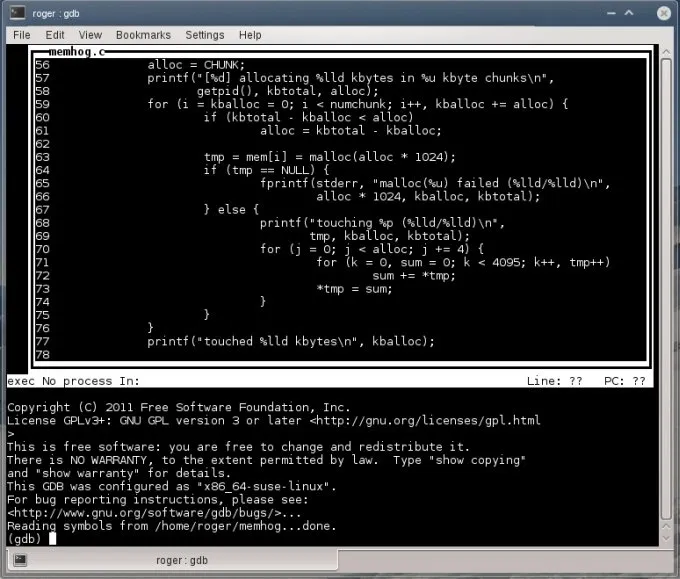 roger : gdb
File Edit View Bookmarks Settings Help
memhog.c
56 alloc = CHUNK;
57 printf("[%d] allocating %lld kbytes in %u kbyte chunks\n",
58 getpid(), kbtotal, alloc);
59 for (i = kballoc = 0; i < numchunk; i++, kballoc += alloc) {
60 if (kbtotal - kballoc < alloc)
61 alloc = kbtotal - kballoc;
62
63 tmp = mem[i] = malloc(alloc * 1024);
64 if (tmp == NULL) {
65 fprintf(stderr, "malloc(%u) failed (%lld/%lld)\n",
66 alloc * 1024, kballoc, kbtotal);
67 } else {
68 printf("touching %p (%lld/%lld)\n",
69 tmp, kballoc, kbtotal);
70 for (j = 0; j < alloc; j += 4) {
71 for (k = 0, sum = 0; k < 4095; k++, tmp++)
72 sum += *tmp;
73 *tmp = sum;
74 }
75 }
76 }
77 printf("touched %lld kbytes\n", kballoc);
78
exec No process In: Line: ?? PC: ??
Copyright (C) 2011 Free Software Foundation, Inc.
License GPLv3+: GNU GPL version 3 or later <http://gnu.org/licenses/gpl.html
>
This is free software: you are free to change and redistribute it.
There is NO WARRANTY, to the extent permitted by law. Type "show copying"
and "show warranty" for details.
This GDB was configured as "x86_64-suse-linux".
For bug reporting instructions, please see:
<http://www.gnu.org/software/gdb/bugs/>...
Reading symbols from /home/roger/memhog...done.
(gdb)
roger : gdb